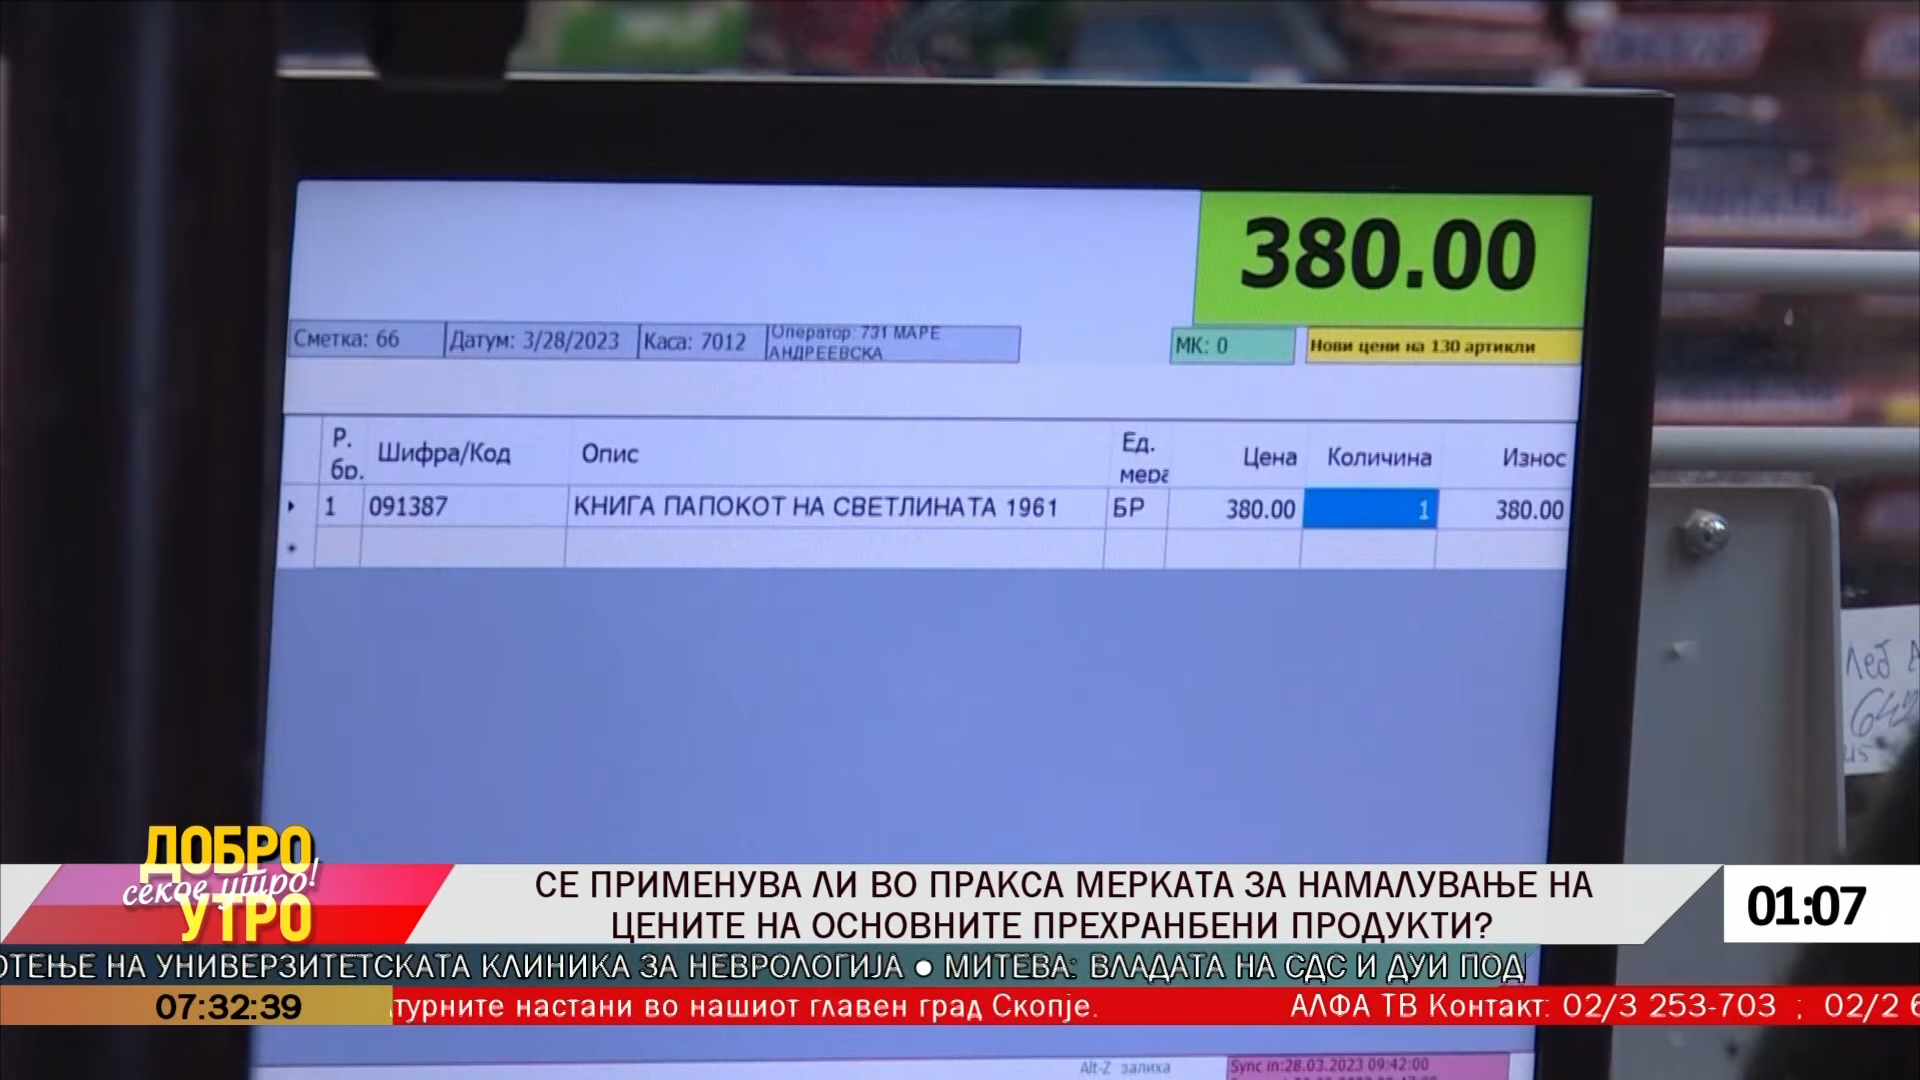 380.00
Сметка: 66
Датум: 3/28/2023
Каса: 7012
Оператор: 731 МАРЕ
АНДРЕЕВСКА
МК: 0
Нови цени на 130 артикли
Р. бр.
Шифра/Код
Опис
Ед. мера
Цена
Количина
Износ
1 091387 КНИГА ПАПОКОТ НА СВЕТЛИНАТА 1961 БР 380.00 1 380.00
ДОБРО
секое утро!
УТРО
СЕ ПРИМЕНУВА ЛИ ВО ПРАКСА МЕРКАТА ЗА НАМАЛУВАЊЕ НА
ЦЕНИТЕ НА ОСНОВНИТЕ ПРЕХРАНБЕНИ ПРОДУКТИ?
01:07
ОТЕЊЕ НА УНИВЕРЗИТЕТСКАТА КЛИНИКА ЗА НЕВРОЛОГИЈА ● МИТЕВА: ВЛАДАТА НА СДС И ДУИ ПОД
07:32:39
турните настани во нашиот главен град Скопје. АЛФА ТВ Контакт: 02/3 253-703 ; 02/2 6
Alt-Z залиха
Sync in:28.03.2023 09:42:00